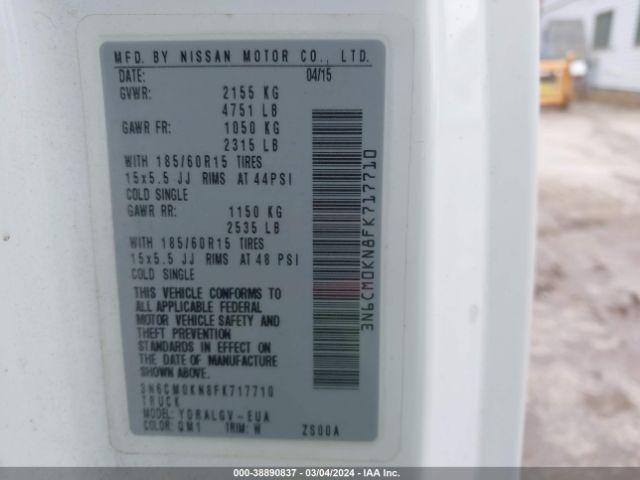 MFD. BY NISSAN MOTOR CO., LTD.
DATE: 04/15
GVWR: 2155 KG
4751 LB
GAWR FR: 1050 KG
2315 LB
WITH 185/60R15 TIRES
15x5.5 JJ RIMS AT 44PSI
COLD SINGLE
GAWR RR: 1150 KG
2535 LB
WITH 185/60R15 TIRES
15x5.5 JJ RIMS AT 48 PSI
COLD SINGLE
THIS VEHICLE CONFORMS TO
ALL APPLICABLE FEDERAL
MOTOR VEHICLE SAFETY AND
THEFT PREVENTION
STANDARDS IN EFFECT ON
THE DATE OF MANUFACTURE
SHOWN ABOVE.
3N6CM0KN8FK717710
TRUCK
MODEL: YDRALGV-EUA
COLOR: QM1 TRIM: W ZS00A
3N6CM0KN8FK717710
000-38890837 - 03/04/2024 - IAA Inc.